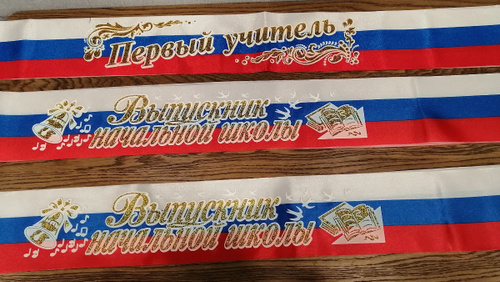 Первый учитель
Выпускник
начальной школы
Выпускник
начальной школы